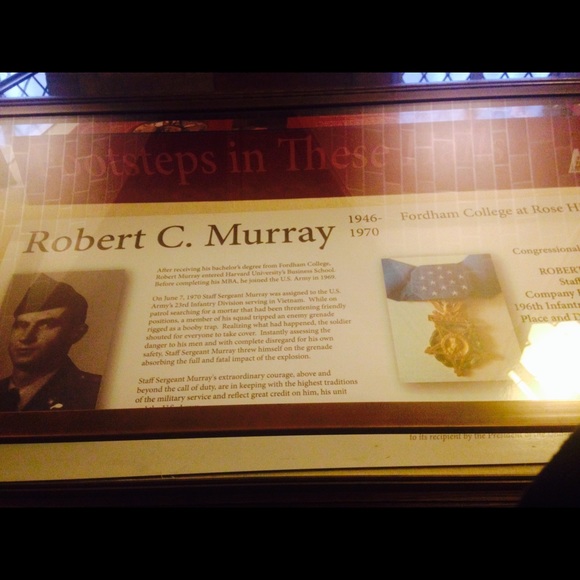 otsteps in These
Robert C. Murray
1946-
1970
Fordham College at Rose H
After receiving his bachelor's degree from Fordham College,
Robert Murray entered Harvard University's Business School.
Before completing his MBA, he joined the U.S. Army in 1969.
On June 7, 1970 Staff Sergeant Murray was assigned to the U.S.
Army's 23rd Infantry Division serving in Vietnam. While on
patrol searching for a mortar that had been threatening friendly
positions, a member of his squad tripped an enemy grenade
rigged as a booby trap. Realizing what had happened, the soldier
shouted for everyone to take cover. Instantly assessing the
danger to his men and with complete disregard for his own
safety, Staff Sergeant Murray threw himself on the grenade
absorbing the full and fatal impact of the explosion.
Staff Sergeant Murray's extraordinary courage, above and
beyond the call of duty, are in keeping with the highest traditions
of the military service and reflect great credit on him, his unit
Congressional
ROBERT
Staff
Company
196th Infant
Place and D
to its recipient by the President